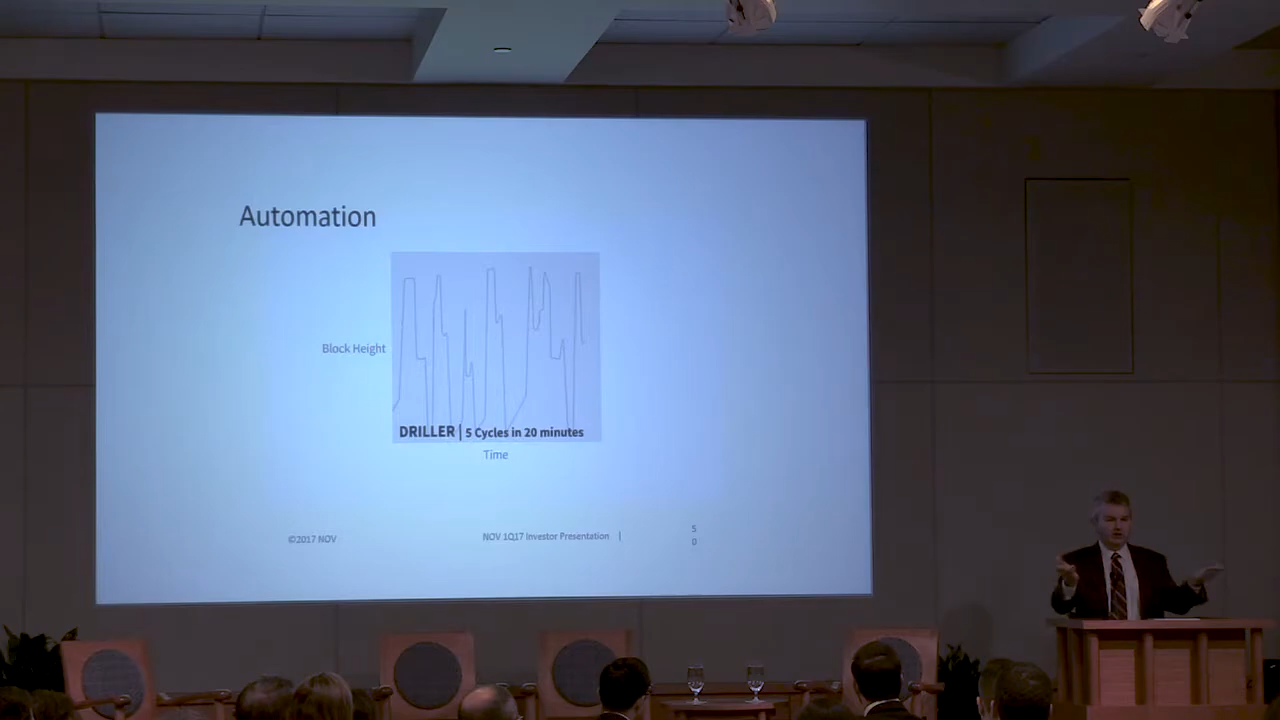 Automation
Block Height
DRILLER | 5 Cycles in 20 minutes
Time
©2017 NOV
NOV 1Q17 Investor Presentation |
5
0